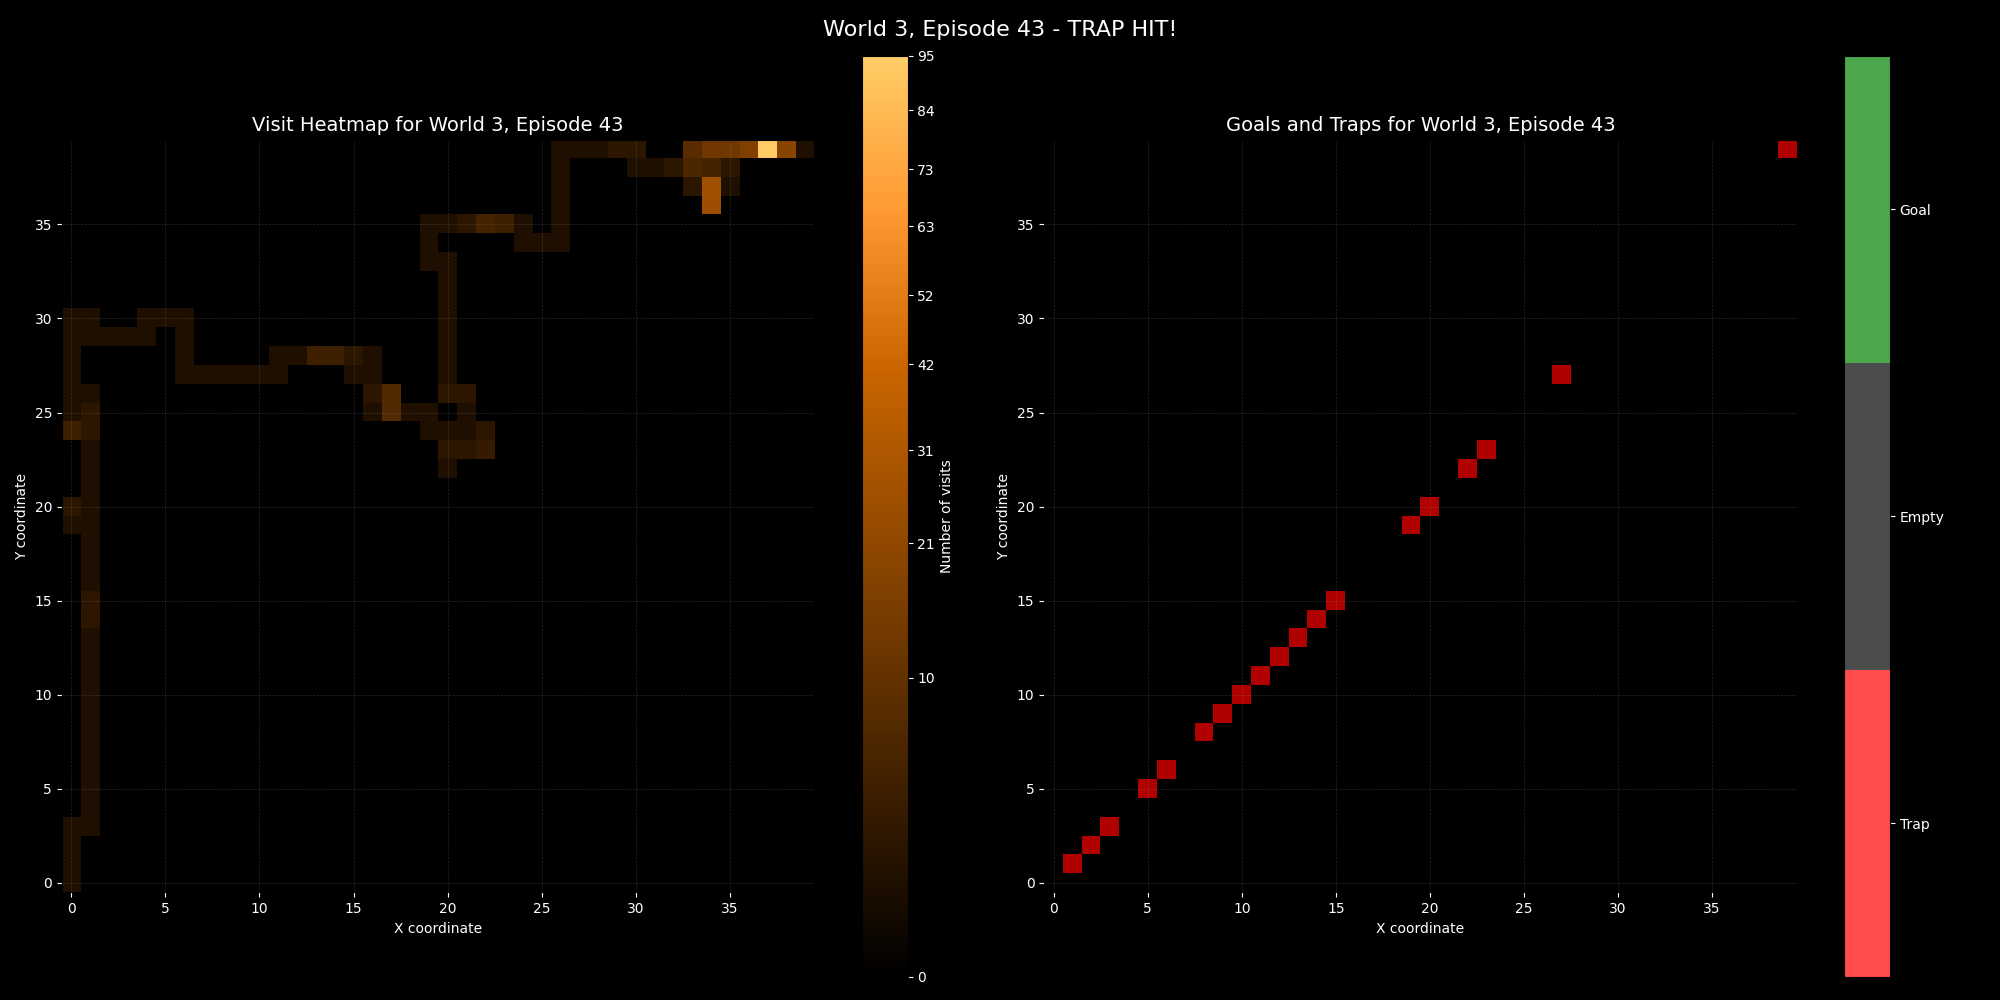 World 3, Episode 43 - TRAP HIT!
Visit Heatmap for World 3, Episode 43
Y coordinate
35
30
25
20
15
10
5
0
0 5 10 15 20 25 30 35
X coordinate
95
84
73
63
52
42
31
21
10
0
Number of visits
Goals and Traps for World 3, Episode 43
Y coordinate
35
30
25
20
15
10
5
0
0 5 10 15 20 25 30 35
X coordinate
Goal
Empty
Trap